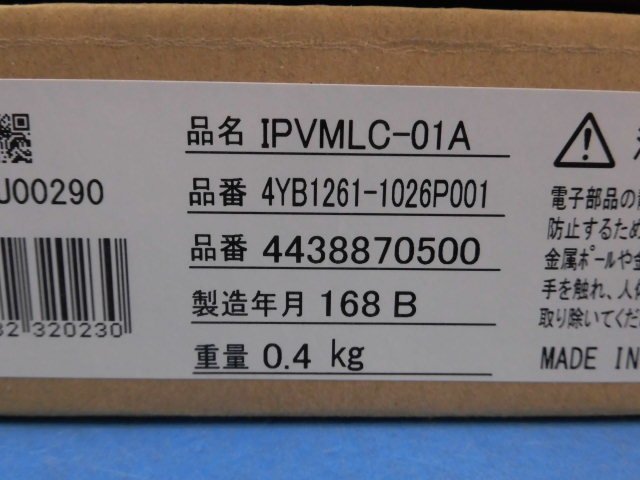 J00290
32 320230
品名 IPVMLC-01A
品番 4YB1261-1026P001
品番 4438870500
製造年月 168 B
重量 0.4 kg
電子部品の
防止するため
金属ポールや金
手を触れ、人
取り除いてくだ
MADE IN